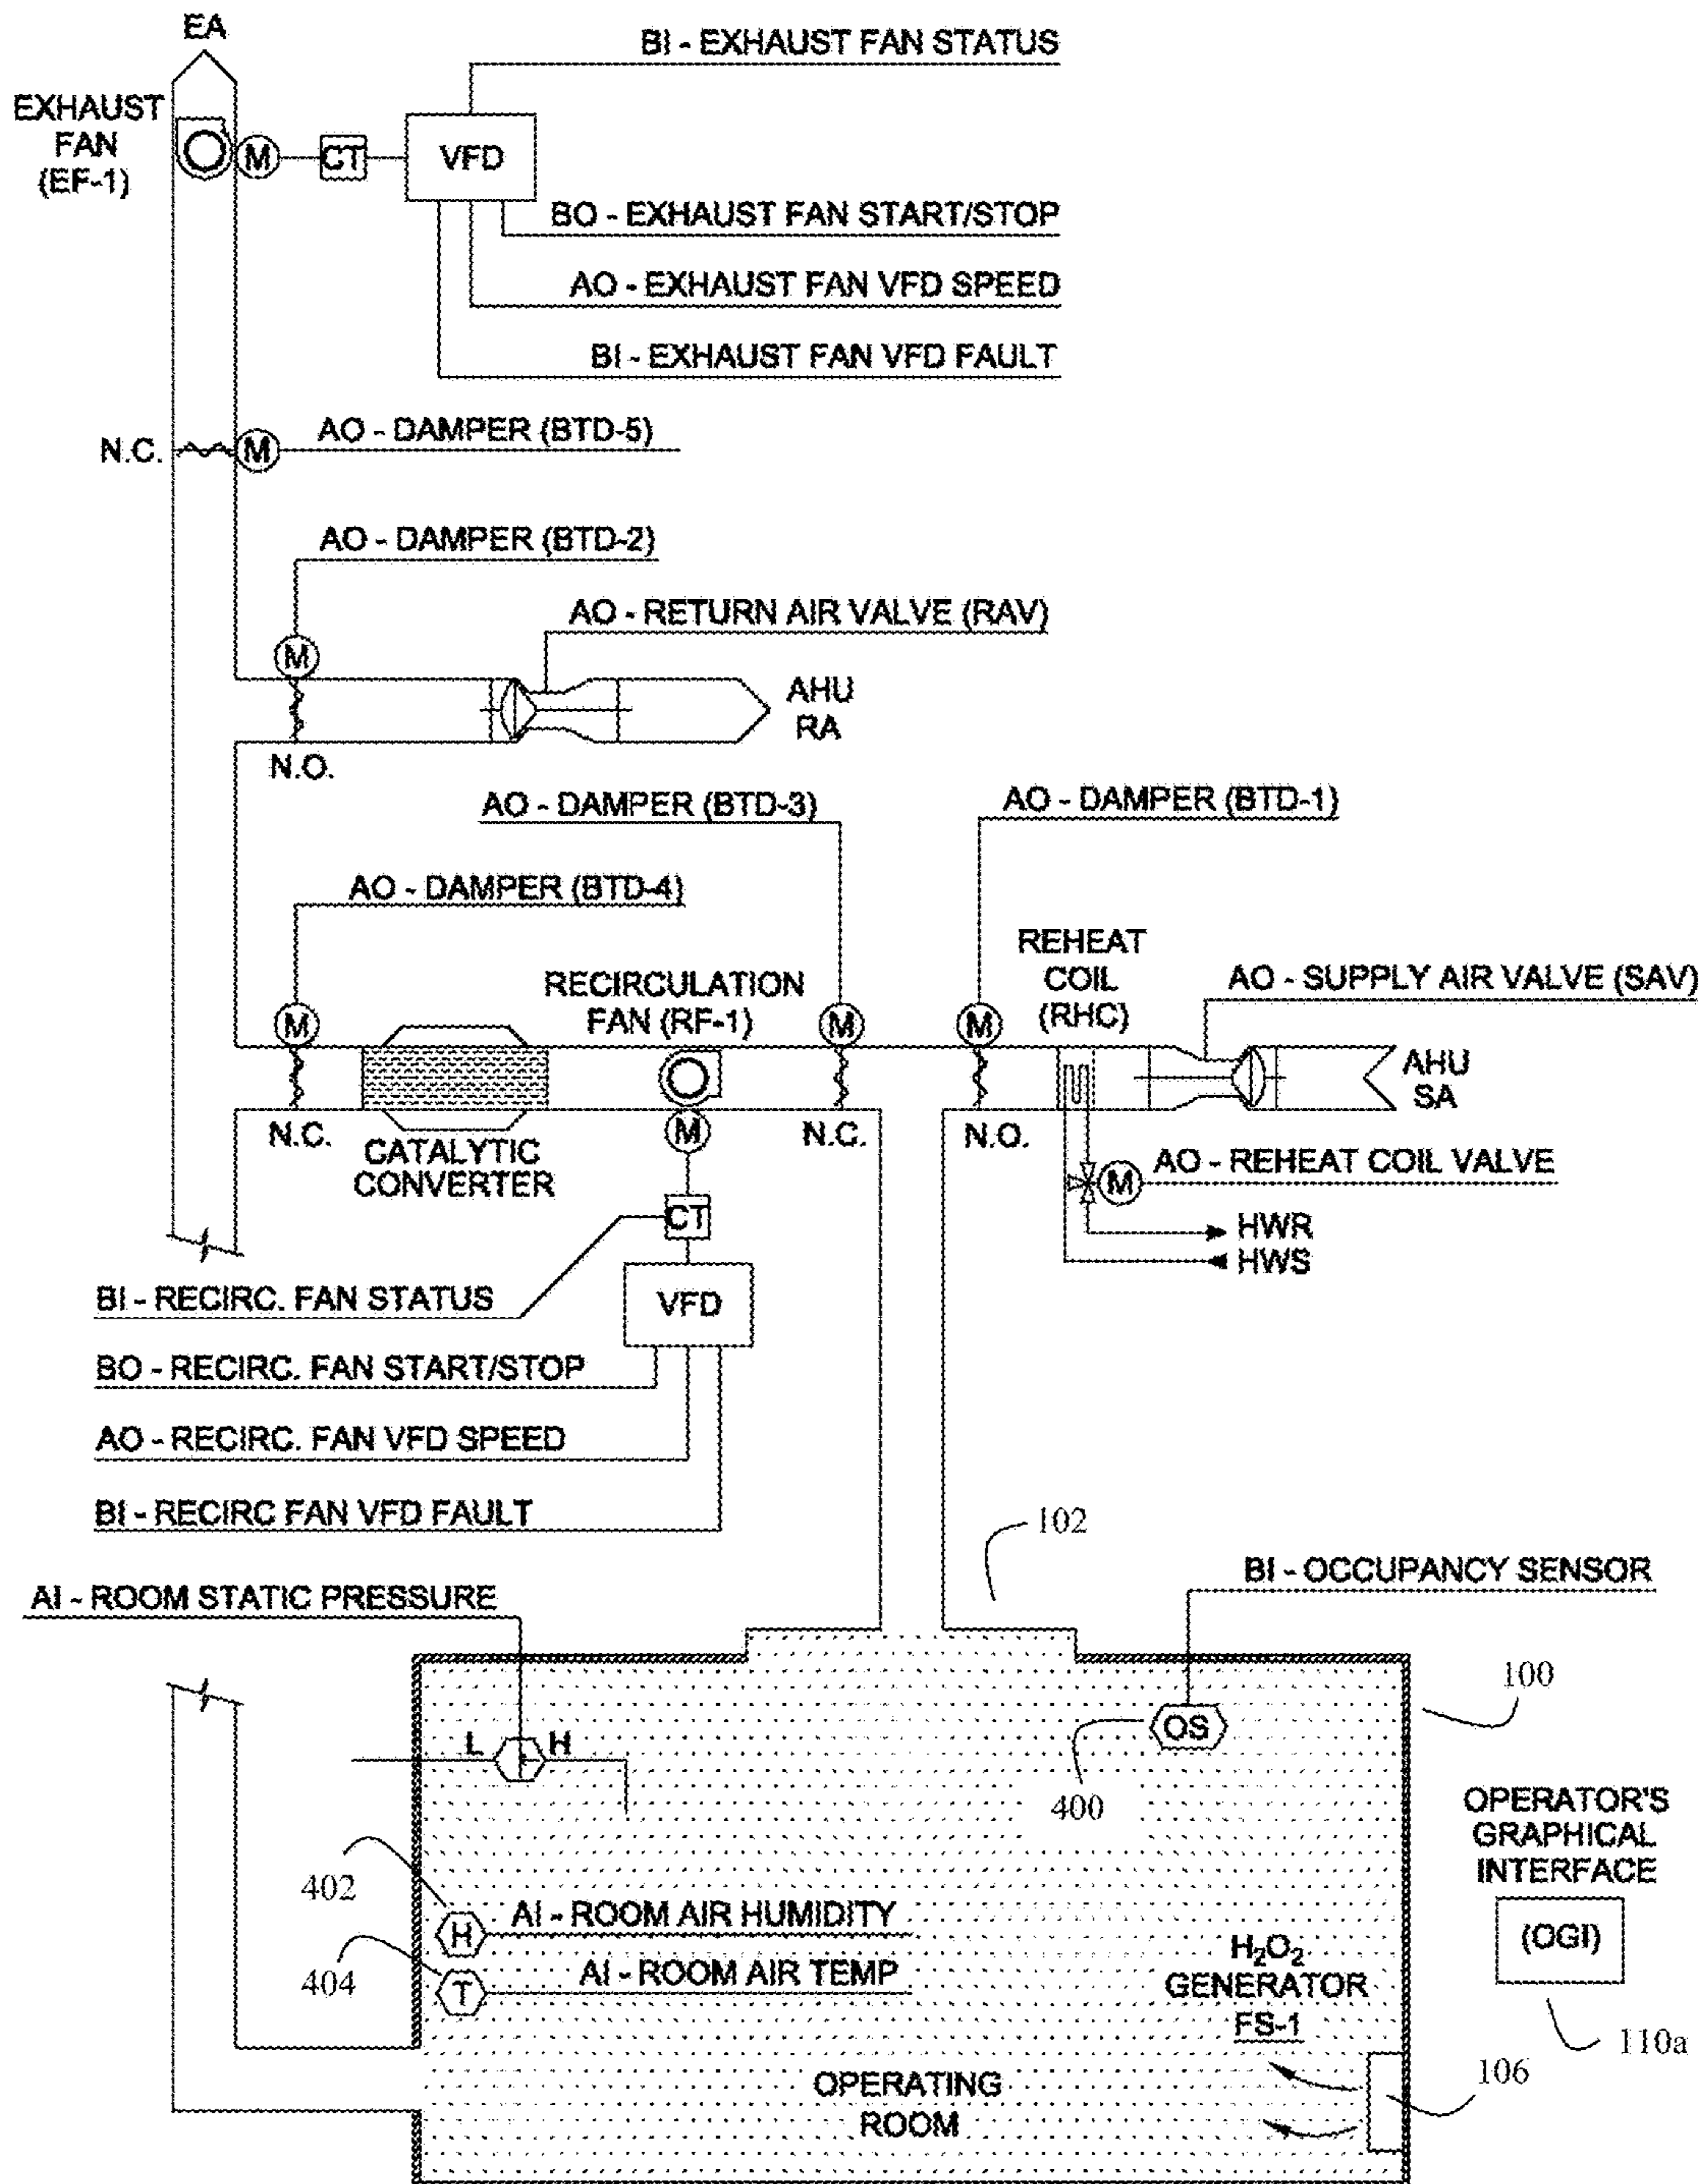 EA
BI - EXHAUST FAN STATUS
EXHAUST
FAN
(EF-1)
M
CT
VFD
BO - EXHAUST FAN START/STOP
AO - EXHAUST FAN VFD SPEED
BI - EXHAUST FAN VFD FAULT
N.C.
M
AO - DAMPER (BTD-5)
AO - DAMPER (BTD-2)
AO - RETURN AIR VALVE (RAV)
M
AHU
RA
N.O.
AO - DAMPER (BTD-3)
AO - DAMPER (BTD-1)
AO - DAMPER (BTD-4)
REHEAT
COIL
(RHC)
AO - SUPPLY AIR VALVE (SAV)
RECIRCULATION
FAN (RF-1)
M
M
M
AHU
SA
N.C.
CATALYTIC
CONVERTER
M
N.C.
N.O.
AO - REHEAT COIL VALVE
M
CT
HWR
HWS
BI - RECIRC. FAN STATUS
VFD
BO - RECIRC. FAN START/STOP
AO - RECIRC. FAN VFD SPEED
BI - RECIRC FAN VFD FAULT
102
BI - OCCUPANCY SENSOR
AI - ROOM STATIC PRESSURE
100
OS
L
H
400
OPERATOR'S
GRAPHICAL
INTERFACE
(OGI)
402
H
AI - ROOM AIR HUMIDITY
404
T
AI - ROOM AIR TEMP
H₂O₂
GENERATOR
FS-1
110a
106
OPERATING
ROOM